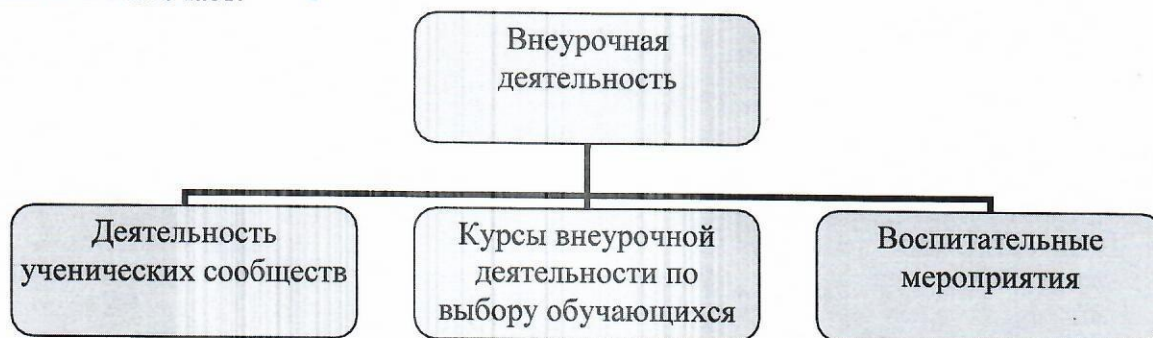 Внеурочная
деятельность
Деятельность
ученических сообществ
Курсы внеурочной
деятельности по
выбору обучающихся
Воспитательные
мероприятия